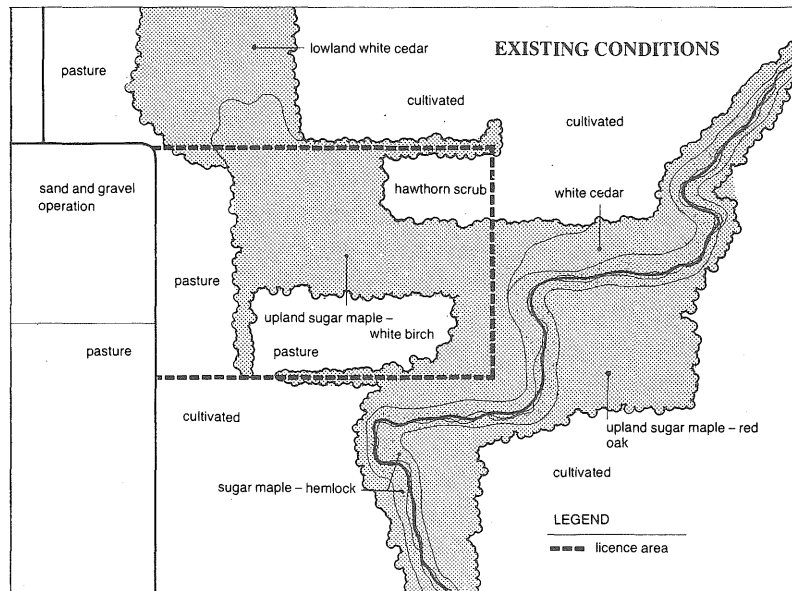 lowland white cedar
EXISTING CONDITIONS
pasture
cultivated
cultivated
sand and gravel
operation
hawthorn scrub
white cedar
pasture
upland sugar maple –
white birch
pasture
pasture
cultivated
upland sugar maple – red
oak
sugar maple – hemlock
cultivated
LEGEND
licence area